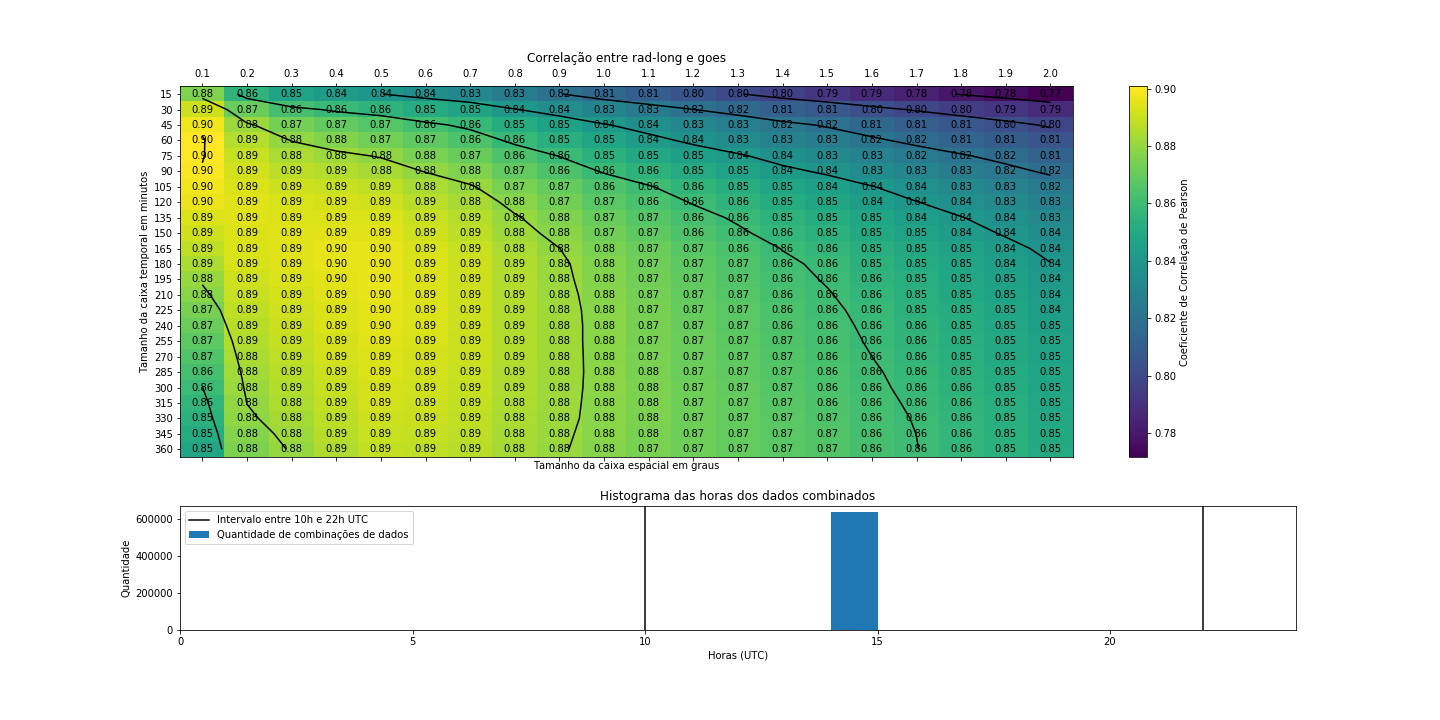 Correlação entre rad-long e goes
0.1 0.2 0.3 0.4 0.5 0.6 0.7 0.8 0.9 1.0 1.1 1.2 1.3 1.4 1.5 1.6 1.7 1.8 1.9 2.0
15 0.88 0.86 0.85 0.84 0.84 0.84 0.83 0.83 0.82 0.81 0.81 0.80 0.80 0.80 0.79 0.79 0.78 0.78 0.78 0.77
30 0.89 0.87 0.86 0.86 0.86 0.85 0.85 0.84 0.84 0.83 0.83 0.82 0.82 0.81 0.81 0.80 0.80 0.80 0.79 0.79
45 0.90 0.88 0.87 0.87 0.87 0.86 0.86 0.85 0.85 0.84 0.84 0.83 0.83 0.82 0.82 0.81 0.81 0.81 0.80 0.80
60 0.90 0.89 0.88 0.87 0.87 0.87 0.86 0.86 0.85 0.85 0.84 0.84 0.83 0.83 0.83 0.82 0.82 0.81 0.81 0.81
75 0.90 0.89 0.88 0.88 0.88 0.88 0.87 0.86 0.86 0.85 0.85 0.85 0.84 0.84 0.83 0.83 0.82 0.82 0.82 0.81
90 0.90 0.89 0.89 0.89 0.88 0.88 0.88 0.87 0.86 0.86 0.85 0.85 0.85 0.84 0.84 0.83 0.83 0.83 0.82 0.82
105 0.90 0.89 0.89 0.89 0.89 0.88 0.88 0.87 0.87 0.86 0.86 0.86 0.85 0.85 0.84 0.84 0.84 0.83 0.83 0.82
120 0.90 0.89 0.89 0.89 0.89 0.89 0.88 0.88 0.87 0.87 0.86 0.86 0.86 0.85 0.85 0.84 0.84 0.84 0.83 0.83
135 0.89 0.89 0.89 0.89 0.89 0.89 0.89 0.88 0.88 0.87 0.87 0.86 0.86 0.85 0.85 0.85 0.84 0.84 0.84 0.83
150 0.89 0.89 0.89 0.89 0.89 0.89 0.89 0.88 0.88 0.87 0.87 0.86 0.86 0.86 0.85 0.85 0.85 0.84 0.84 0.84
165 0.89 0.89 0.89 0.90 0.90 0.89 0.89 0.88 0.88 0.88 0.87 0.87 0.86 0.86 0.86 0.85 0.85 0.85 0.84 0.84
180 0.89 0.89 0.89 0.90 0.90 0.89 0.89 0.89 0.88 0.88 0.87 0.87 0.87 0.86 0.86 0.85 0.85 0.85 0.84 0.84
195 0.88 0.89 0.89 0.90 0.90 0.89 0.89 0.89 0.88 0.88 0.87 0.87 0.87 0.86 0.86 0.86 0.85 0.85 0.85 0.84
210 0.88 0.89 0.89 0.89 0.90 0.89 0.89 0.89 0.88 0.88 0.87 0.87 0.87 0.86 0.86 0.86 0.85 0.85 0.85 0.84
225 0.87 0.89 0.89 0.89 0.90 0.89 0.89 0.89 0.88 0.88 0.87 0.87 0.87 0.86 0.86 0.86 0.85 0.85 0.85 0.84
240 0.87 0.89 0.89 0.89 0.90 0.89 0.89 0.89 0.88 0.88 0.87 0.87 0.87 0.87 0.86 0.86 0.86 0.85 0.85 0.85
255 0.87 0.89 0.89 0.89 0.89 0.89 0.89 0.89 0.88 0.88 0.87 0.87 0.87 0.87 0.86 0.86 0.86 0.85 0.85 0.85
270 0.87 0.88 0.89 0.89 0.89 0.89 0.89 0.89 0.88 0.88 0.87 0.87 0.87 0.87 0.86 0.86 0.86 0.85 0.85 0.85
285 0.86 0.88 0.89 0.89 0.89 0.89 0.89 0.89 0.88 0.88 0.88 0.87 0.87 0.87 0.86 0.86 0.86 0.85 0.85 0.85
300 0.86 0.88 0.89 0.89 0.89 0.89 0.89 0.89 0.88 0.88 0.88 0.87 0.87 0.87 0.86 0.86 0.86 0.85 0.85 0.85
315 0.86 0.88 0.88 0.89 0.89 0.89 0.89 0.88 0.88 0.88 0.87 0.87 0.87 0.87 0.87 0.86 0.86 0.86 0.85 0.85
330 0.85 0.88 0.88 0.89 0.89 0.89 0.89 0.88 0.88 0.88 0.87 0.87 0.87 0.87 0.87 0.86 0.86 0.86 0.85 0.85
345 0.85 0.88 0.88 0.89 0.89 0.89 0.89 0.88 0.88 0.88 0.88 0.87 0.87 0.87 0.87 0.86 0.86 0.86 0.85 0.85
360 0.85 0.88 0.88 0.89 0.89 0.89 0.89 0.88 0.88 0.88 0.87 0.87 0.87 0.87 0.86 0.86 0.86 0.86 0.85 0.85
Tamanho da caixa temporal em minutos
Tamanho da caixa espacial em graus
0.90
0.88
0.86
0.84
0.82
0.80
0.78
Coeficiente de Correlação de Pearson
Histograma das horas dos dados combinados
Intervalo entre 10h e 22h UTC
Quantidade de combinações de dados
600000
400000
200000
0
Quantidade
0 5 10 15 20
Horas (UTC)